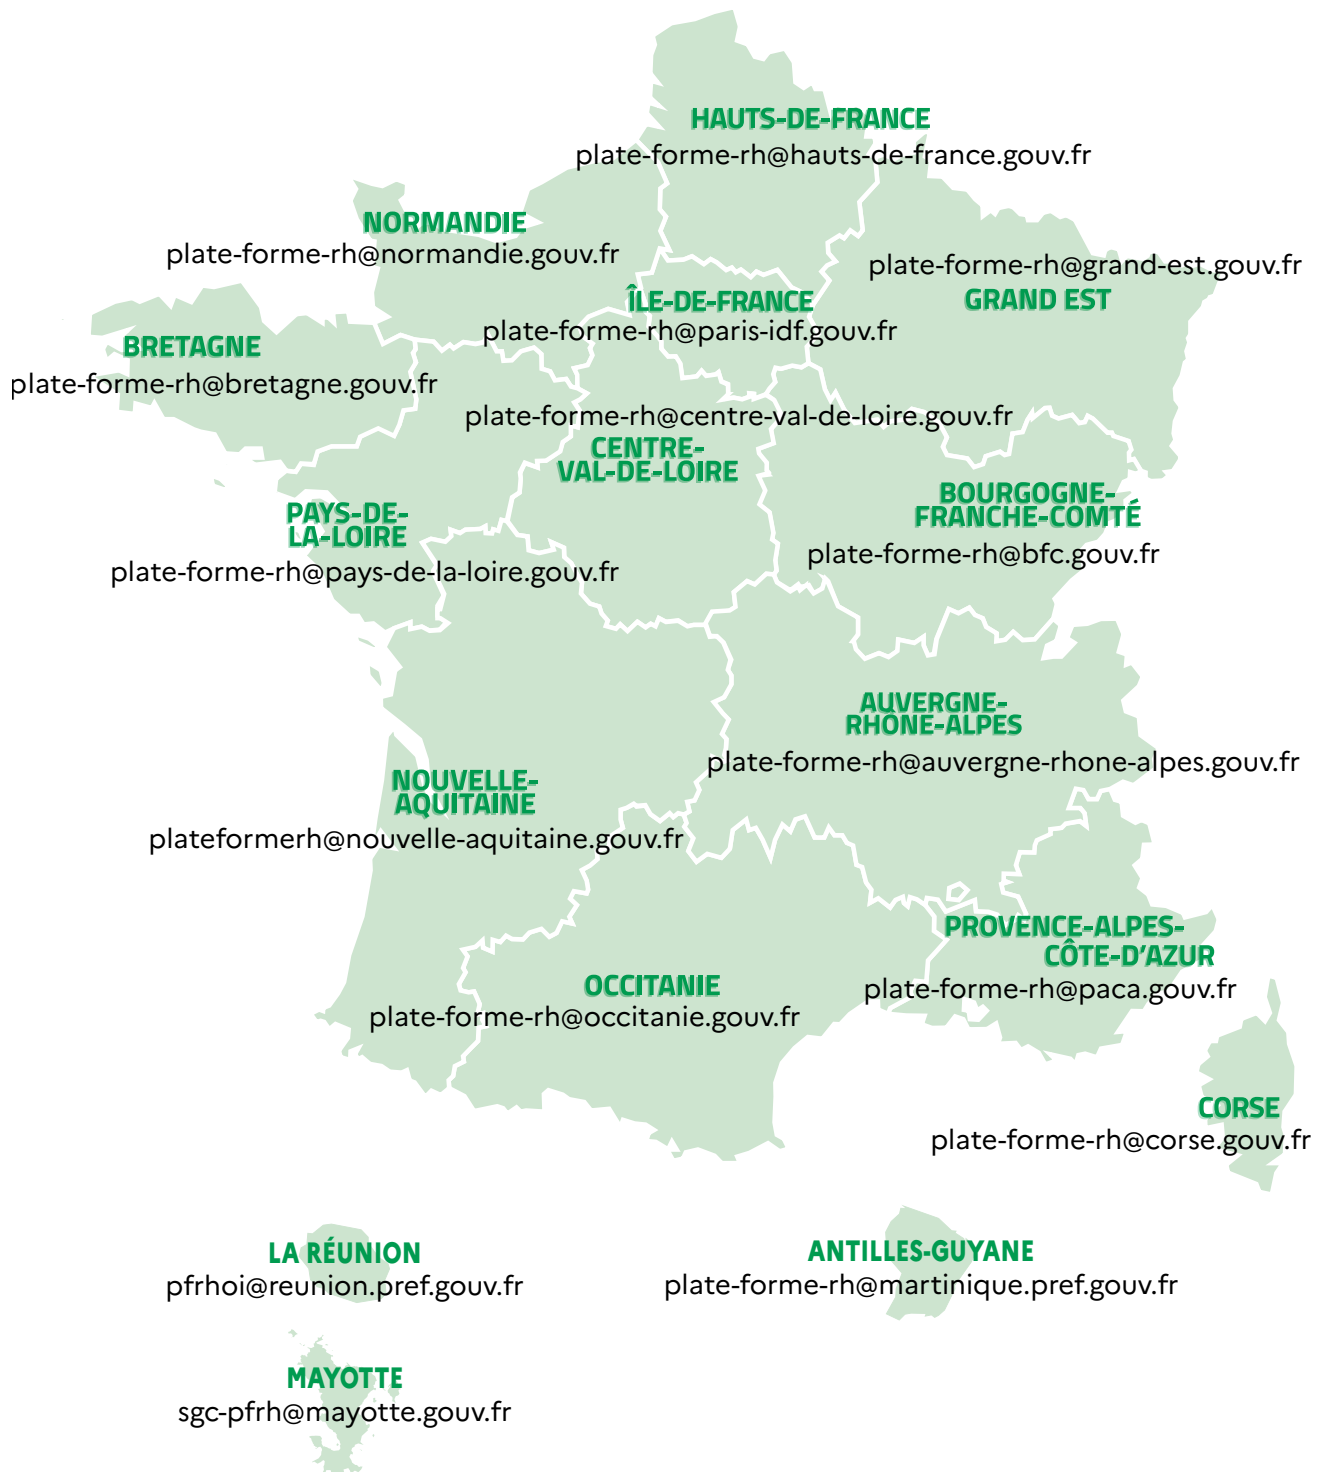 HAUTS-DE-FRANCE
plate-forme-rh@hauts-de-france.gouv.fr
NORMANDIE
plate-forme-rh@normandie.gouv.fr
plate-forme-rh@grand-est.gouv.fr
GRAND EST
ÎLE-DE-FRANCE
plate-forme-rh@paris-idf.gouv.fr
BRETAGNE
plate-forme-rh@bretagne.gouv.fr
plate-forme-rh@centre-val-de-loire.gouv.fr
CENTRE-
VAL-DE-LOIRE
BOURGOGNE-
FRANCHE-COMTÉ
plate-forme-rh@bfc.gouv.fr
PAYS-DE-
LA-LOIRE
plate-forme-rh@pays-de-la-loire.gouv.fr
AUVERGNE-
RHÔNE-ALPES
plate-forme-rh@auvergne-rhone-alpes.gouv.fr
NOUVELLE-
AQUITAINE
plateformerh@nouvelle-aquitaine.gouv.fr
PROVENCE-ALPES-
CÔTE-D'AZUR
plate-forme-rh@paca.gouv.fr
OCCITANIE
plate-forme-rh@occitanie.gouv.fr
CORSE
plate-forme-rh@corse.gouv.fr
LA RÉUNION
pfrhoi@reunion.pref.gouv.fr
ANTILLES-GUYANE
plate-forme-rh@martinique.pref.gouv.fr
MAYOTTE
sgc-pfrh@mayotte.gouv.fr